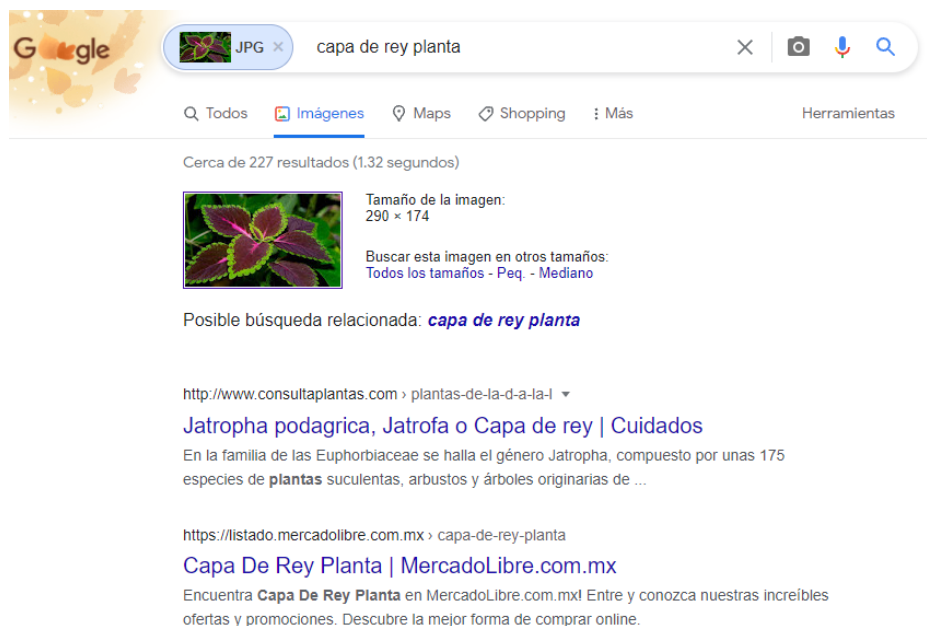 Google JPG × capa de rey planta
Todos Imágenes Maps Shopping Más Herramientas
Cerca de 227 resultados (1.32 segundos)
Tamaño de la imagen:
290 × 174
Buscar esta imagen en otros tamaños:
Todos los tamaños - Peq. - Mediano
Posible búsqueda relacionada: capa de rey planta
http://www.consultaplantas.com › plantas-de-la-d-a-la-l
Jatropha podagrica, Jatrofa o Capa de rey | Cuidados
En la familia de las Euphorbiaceae se halla el género Jatropha, compuesto por unas 175
especies de plantas suculentas, arbustos y árboles originarias de ...
https://listado.mercadolibre.com.mx › capa-de-rey-planta
Capa De Rey Planta | MercadoLibre.com.mx
Encuentra Capa De Rey Planta en MercadoLibre.com.mx! Entre y conozca nuestras increíbles
ofertas y promociones. Descubre la mejor forma de comprar online.